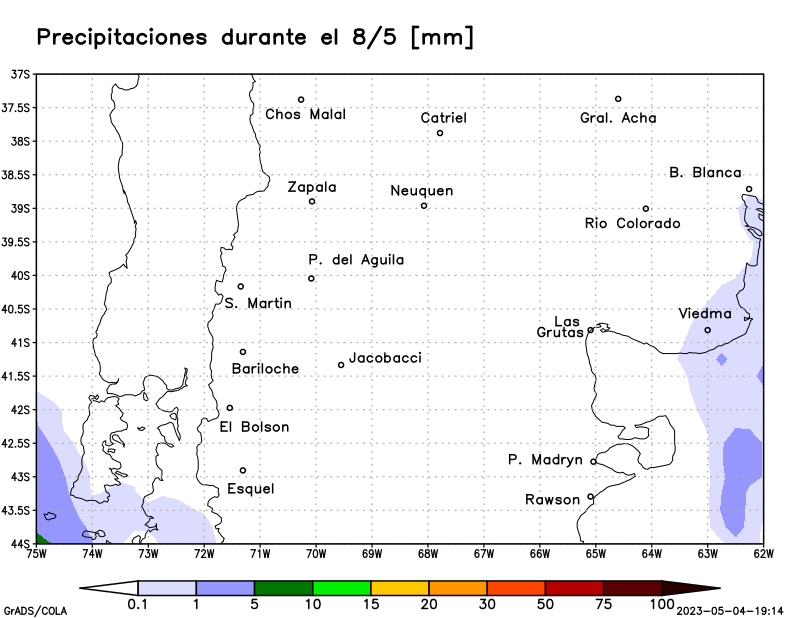 Precipitaciones durante el 8/5 [mm]
37S
37.5S
38S
38.5S
39S
39.5S
40S
40.5S
41S
41.5S
42S
42.5S
43S
43.5S
44S
Chos Malal
Catriel
Gral. Acha
B. Blanca
Zapala
Neuquen
Rio Colorado
P. del Aguila
S. Martin
Viedma
Las
Grutas
Bariloche
Jacobacci
El Bolson
P. Madryn
Esquel
Rawson
75W 74W 73W 72W 71W 70W 69W 68W 67W 66W 65W 64W 63W 62W
0.1 1 5 10 15 20 30 50 75 100
GrADS/COLA
2023-05-04-19:14